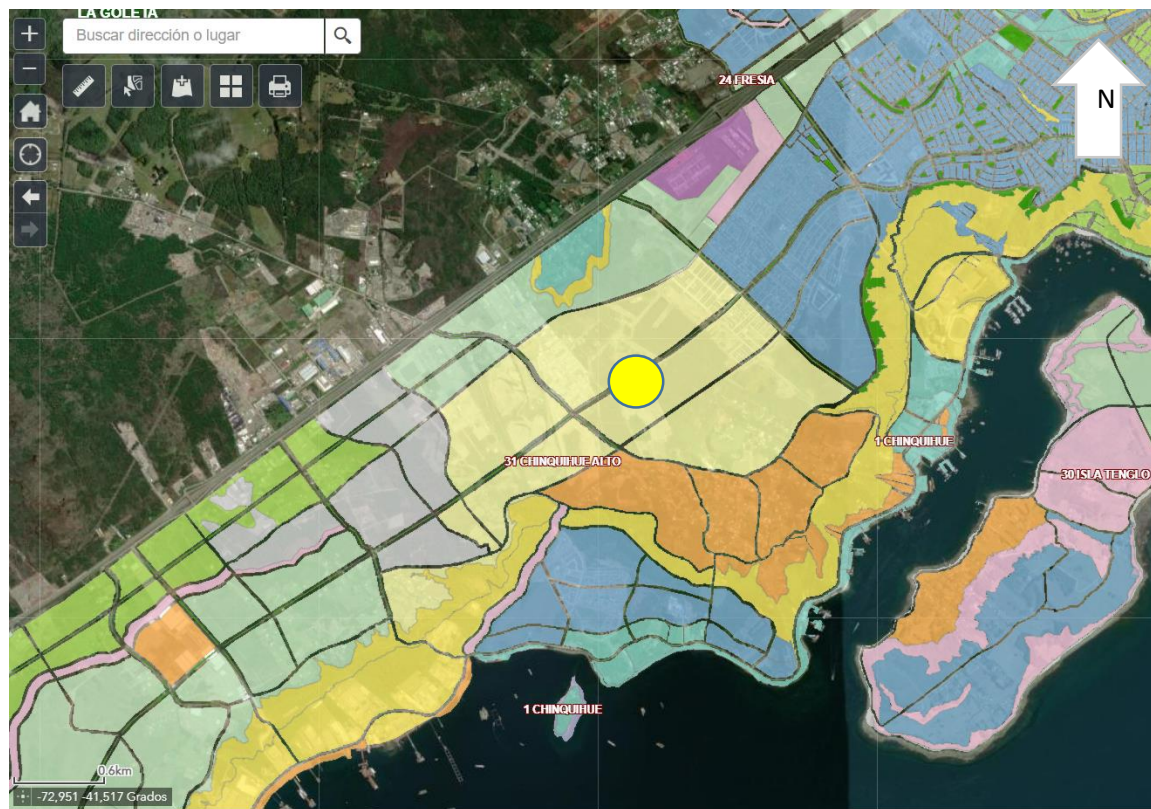 LA GOLETA
Buscar dirección o lugar
24 FRESIA
N
1 CHINQUIHUE
31 CHINQUIHUE ALTO
30 ISLA TENGLO
1 CHINQUIHUE
0.6km
-72,951 -41,517 Grados